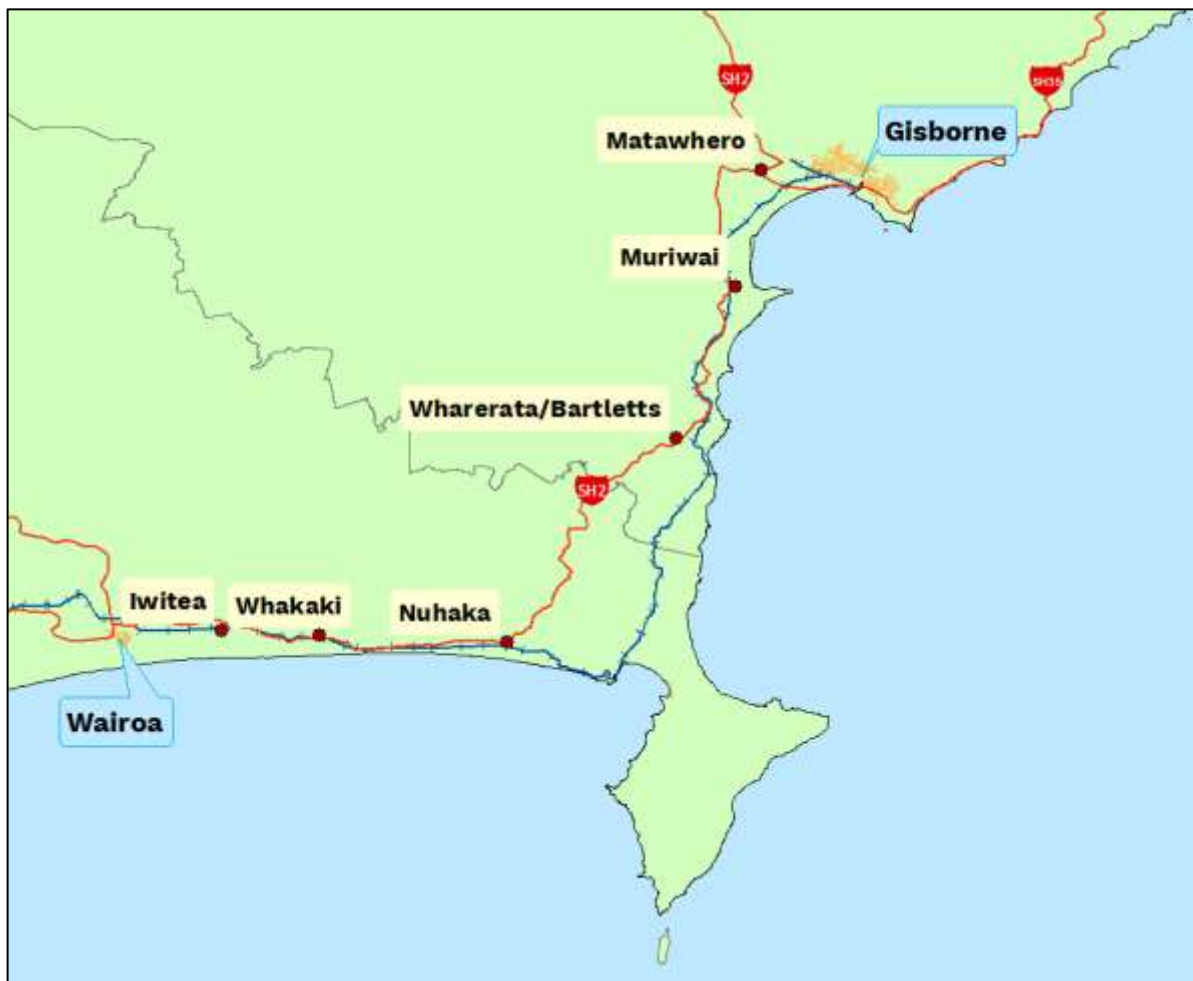 SH2
SH35
Gisborne
Matawhero
Muriwai
Wharerata/Bartletts
SH2
Iwitea
Whakaki
Nuhaka
Wairoa